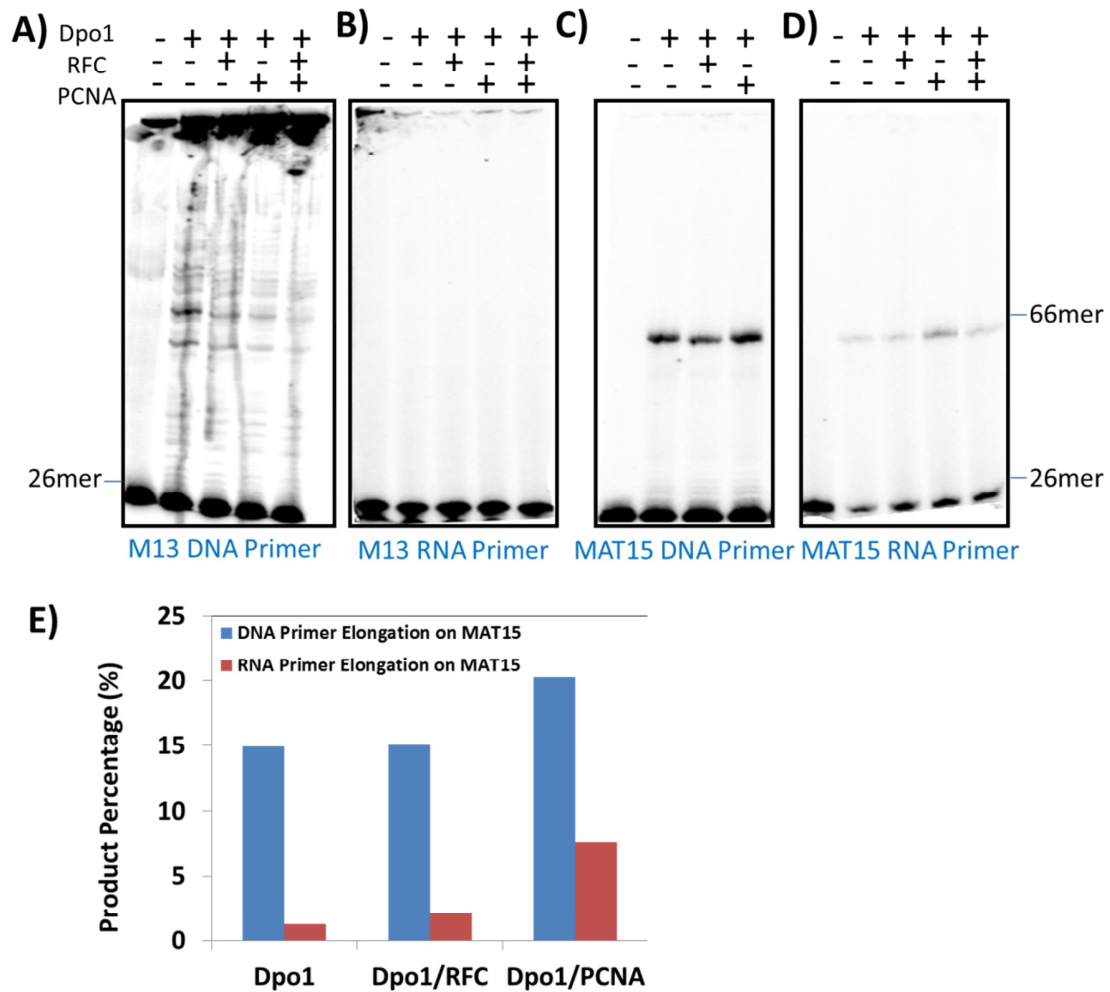 A) B) C) D)
Dpo1 - + + + + - + + + + - + + + - + + + +
RFC - - + - + - - + - + - - + - - - + - +
PCNA - - - + + - - - + + - - - + - - - + +
66mer
26mer 26mer
M13 DNA Primer M13 RNA Primer MAT15 DNA Primer MAT15 RNA Primer
E)
25
DNA Primer Elongation on MAT15
RNA Primer Elongation on MAT15
20
15
10
5
0
Product Percentage (%)
Dpo1 Dpo1/RFC Dpo1/PCNA